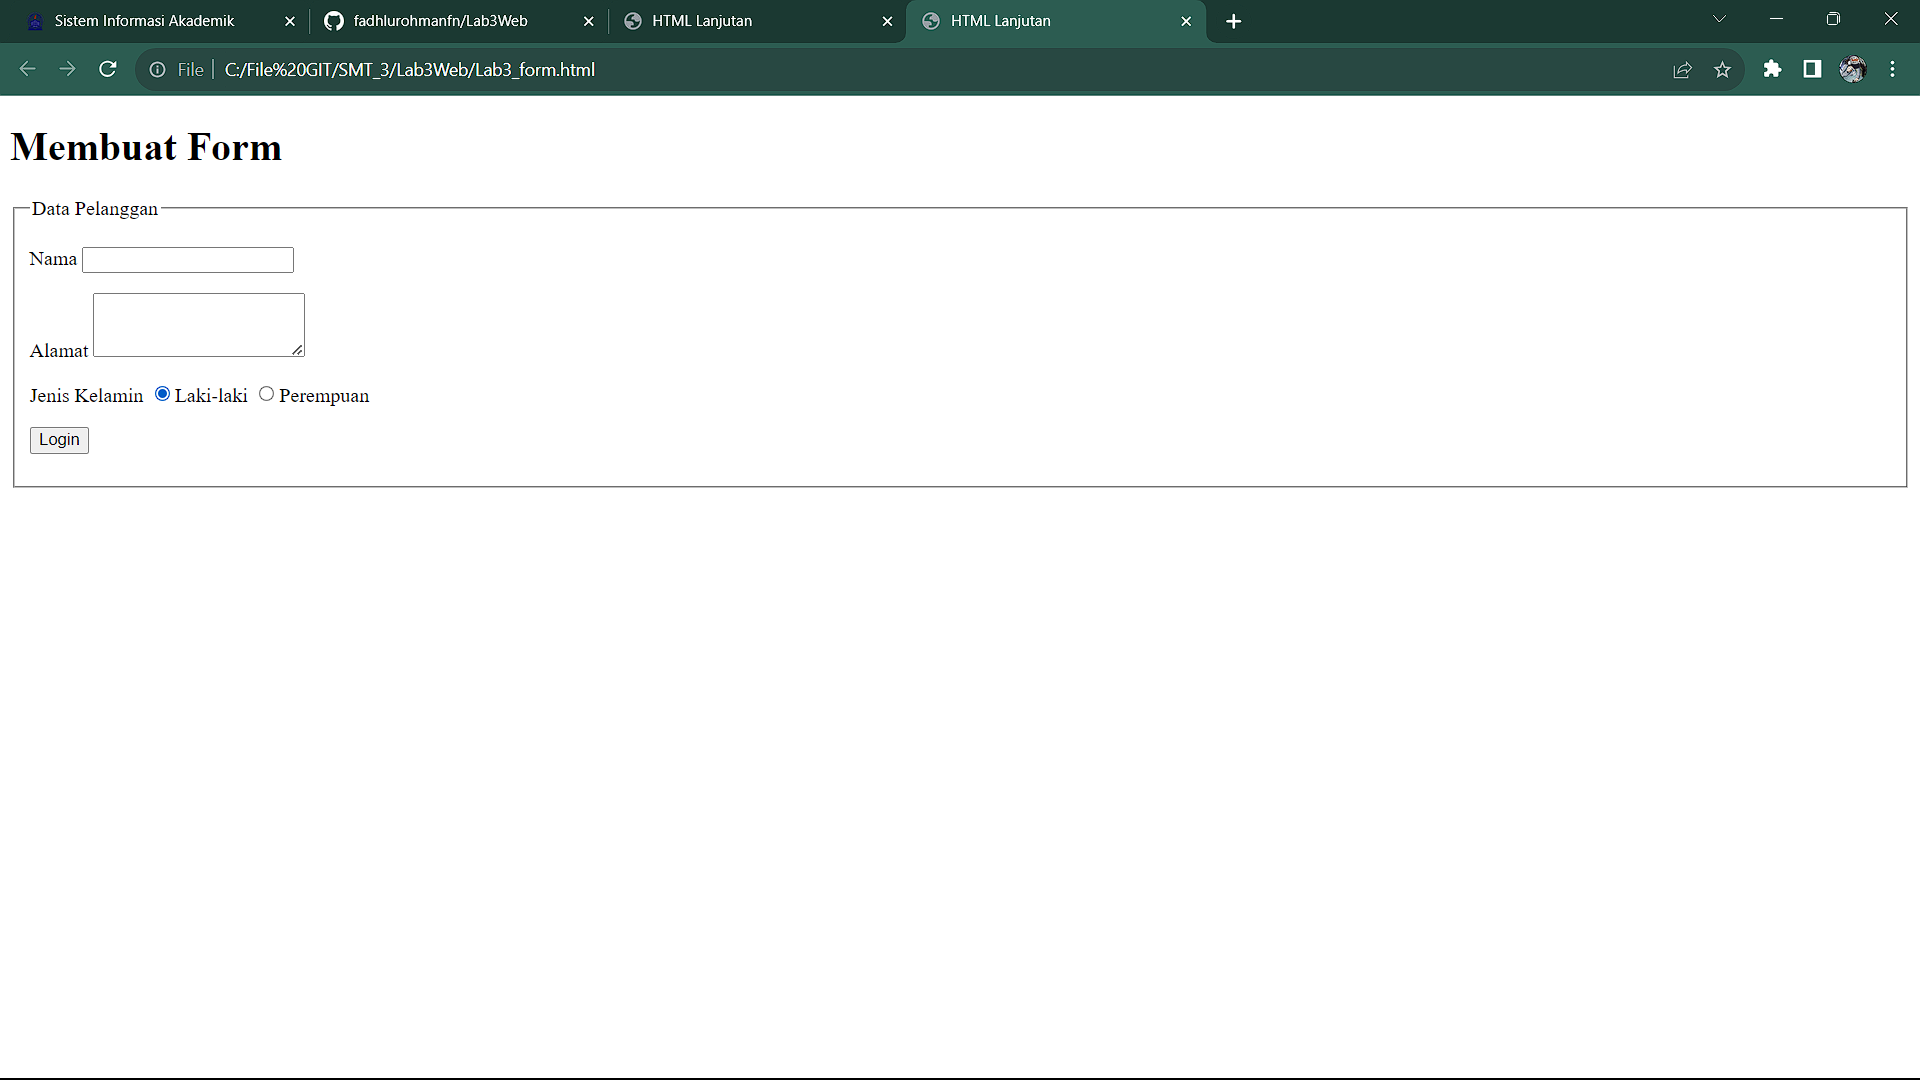 Sistem Informasi Akademik
fadhlurohmanfn/Lab3Web
HTML Lanjutan
HTML Lanjutan
File
C:/File%20GIT/SMT_3/Lab3Web/Lab3_form.html
Membuat Form
Data Pelanggan
Nama
Alamat
Jenis Kelamin Laki-laki Perempuan
Login